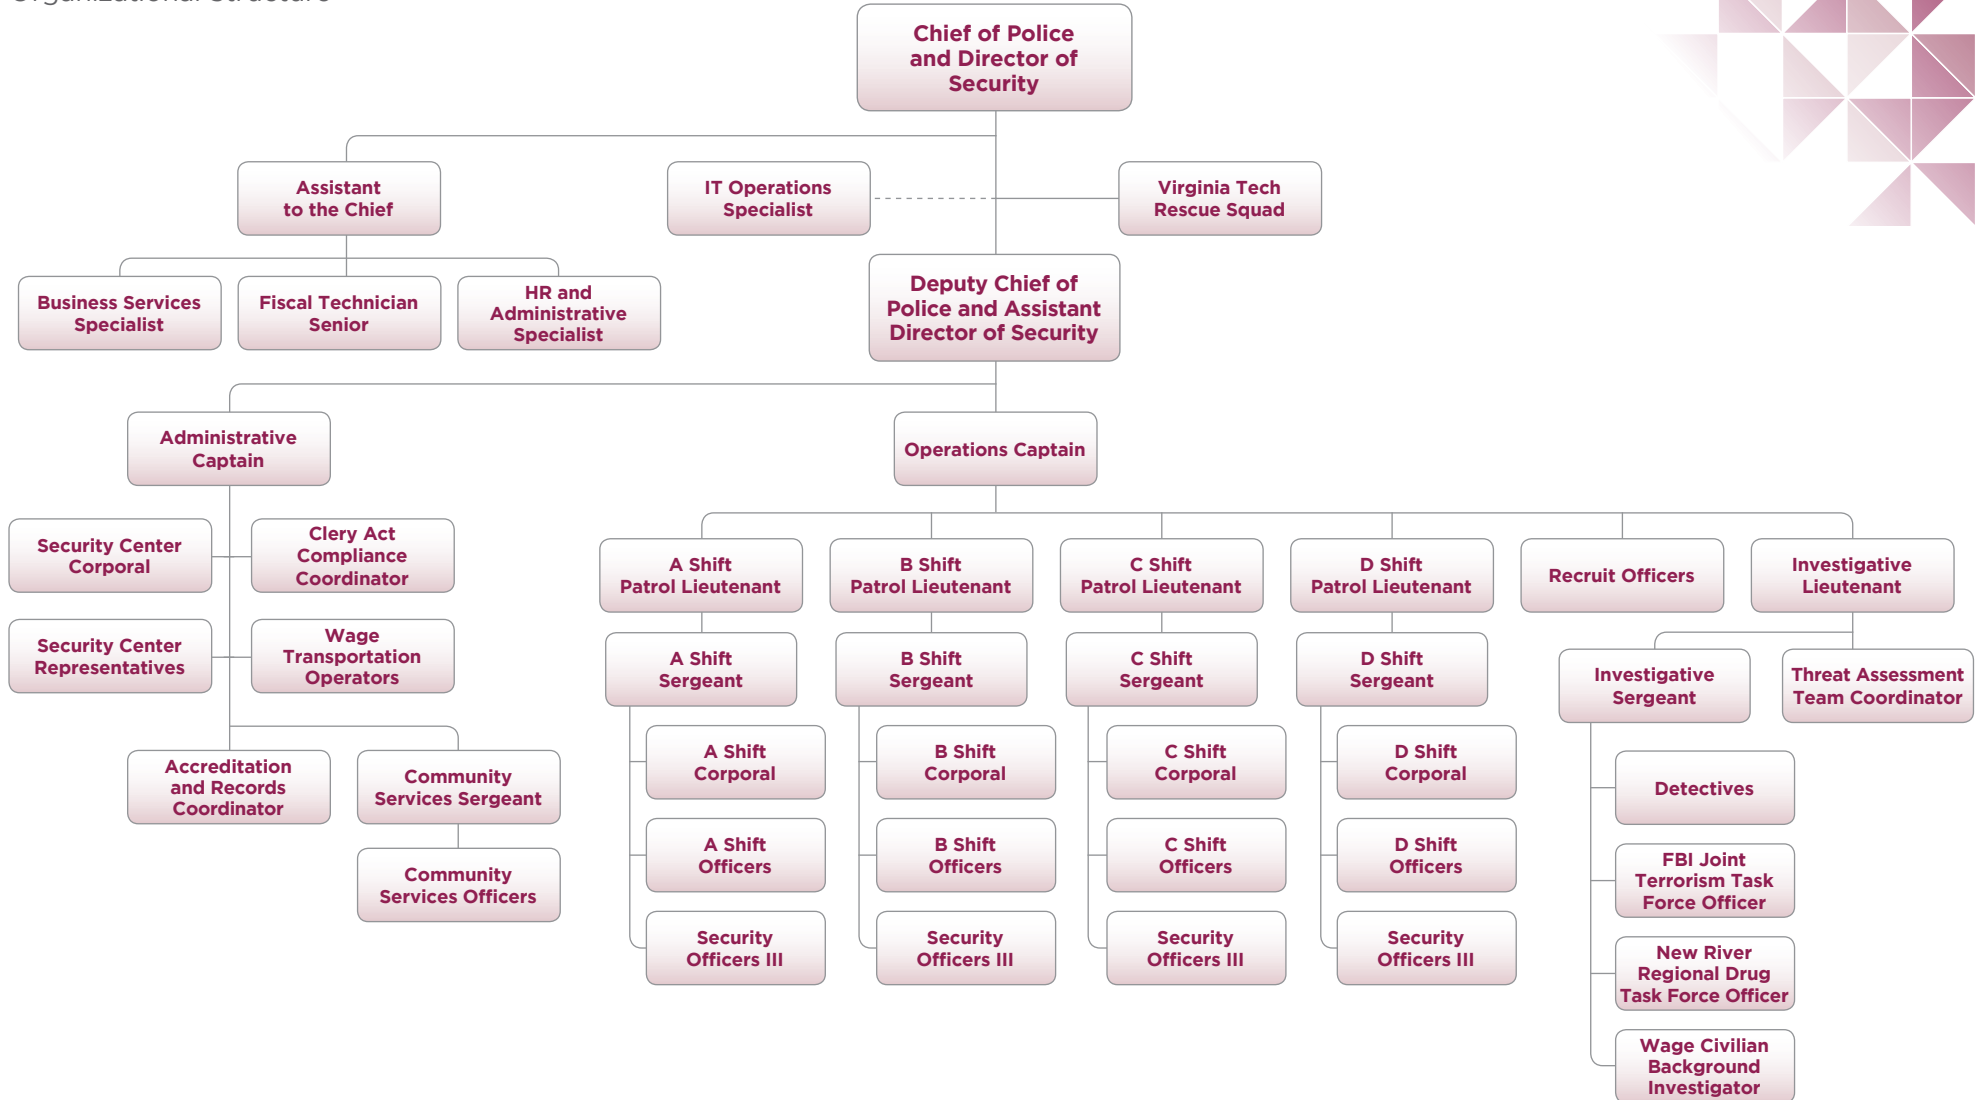 Organizational Structure
Chief of Police
and Director of
Security
Assistant
to the Chief
IT Operations
Specialist
Virginia Tech
Rescue Squad
Business Services
Specialist
Fiscal Technician
Senior
HR and
Administrative
Specialist
Deputy Chief of
Police and Assistant
Director of Security
Administrative
Captain
Operations Captain
Security Center
Corporal
Clery Act
Compliance
Coordinator
Security Center
Representatives
Wage
Transportation
Operators
Accreditation
and Records
Coordinator
Community
Services Sergeant
Community
Services Officers
A Shift
Patrol Lieutenant
B Shift
Patrol Lieutenant
C Shift
Patrol Lieutenant
D Shift
Patrol Lieutenant
Recruit Officers
Investigative
Lieutenant
A Shift
Sergeant
B Shift
Sergeant
C Shift
Sergeant
D Shift
Sergeant
Investigative
Sergeant
Threat Assessment
Team Coordinator
A Shift
Corporal
B Shift
Corporal
C Shift
Corporal
D Shift
Corporal
Detectives
A Shift
Officers
B Shift
Officers
C Shift
Officers
D Shift
Officers
FBI Joint
Terrorism Task
Force Officer
Security
Officers III
Security
Officers III
Security
Officers III
Security
Officers III
New River
Regional Drug
Task Force Officer
Wage Civilian
Background
Investigator